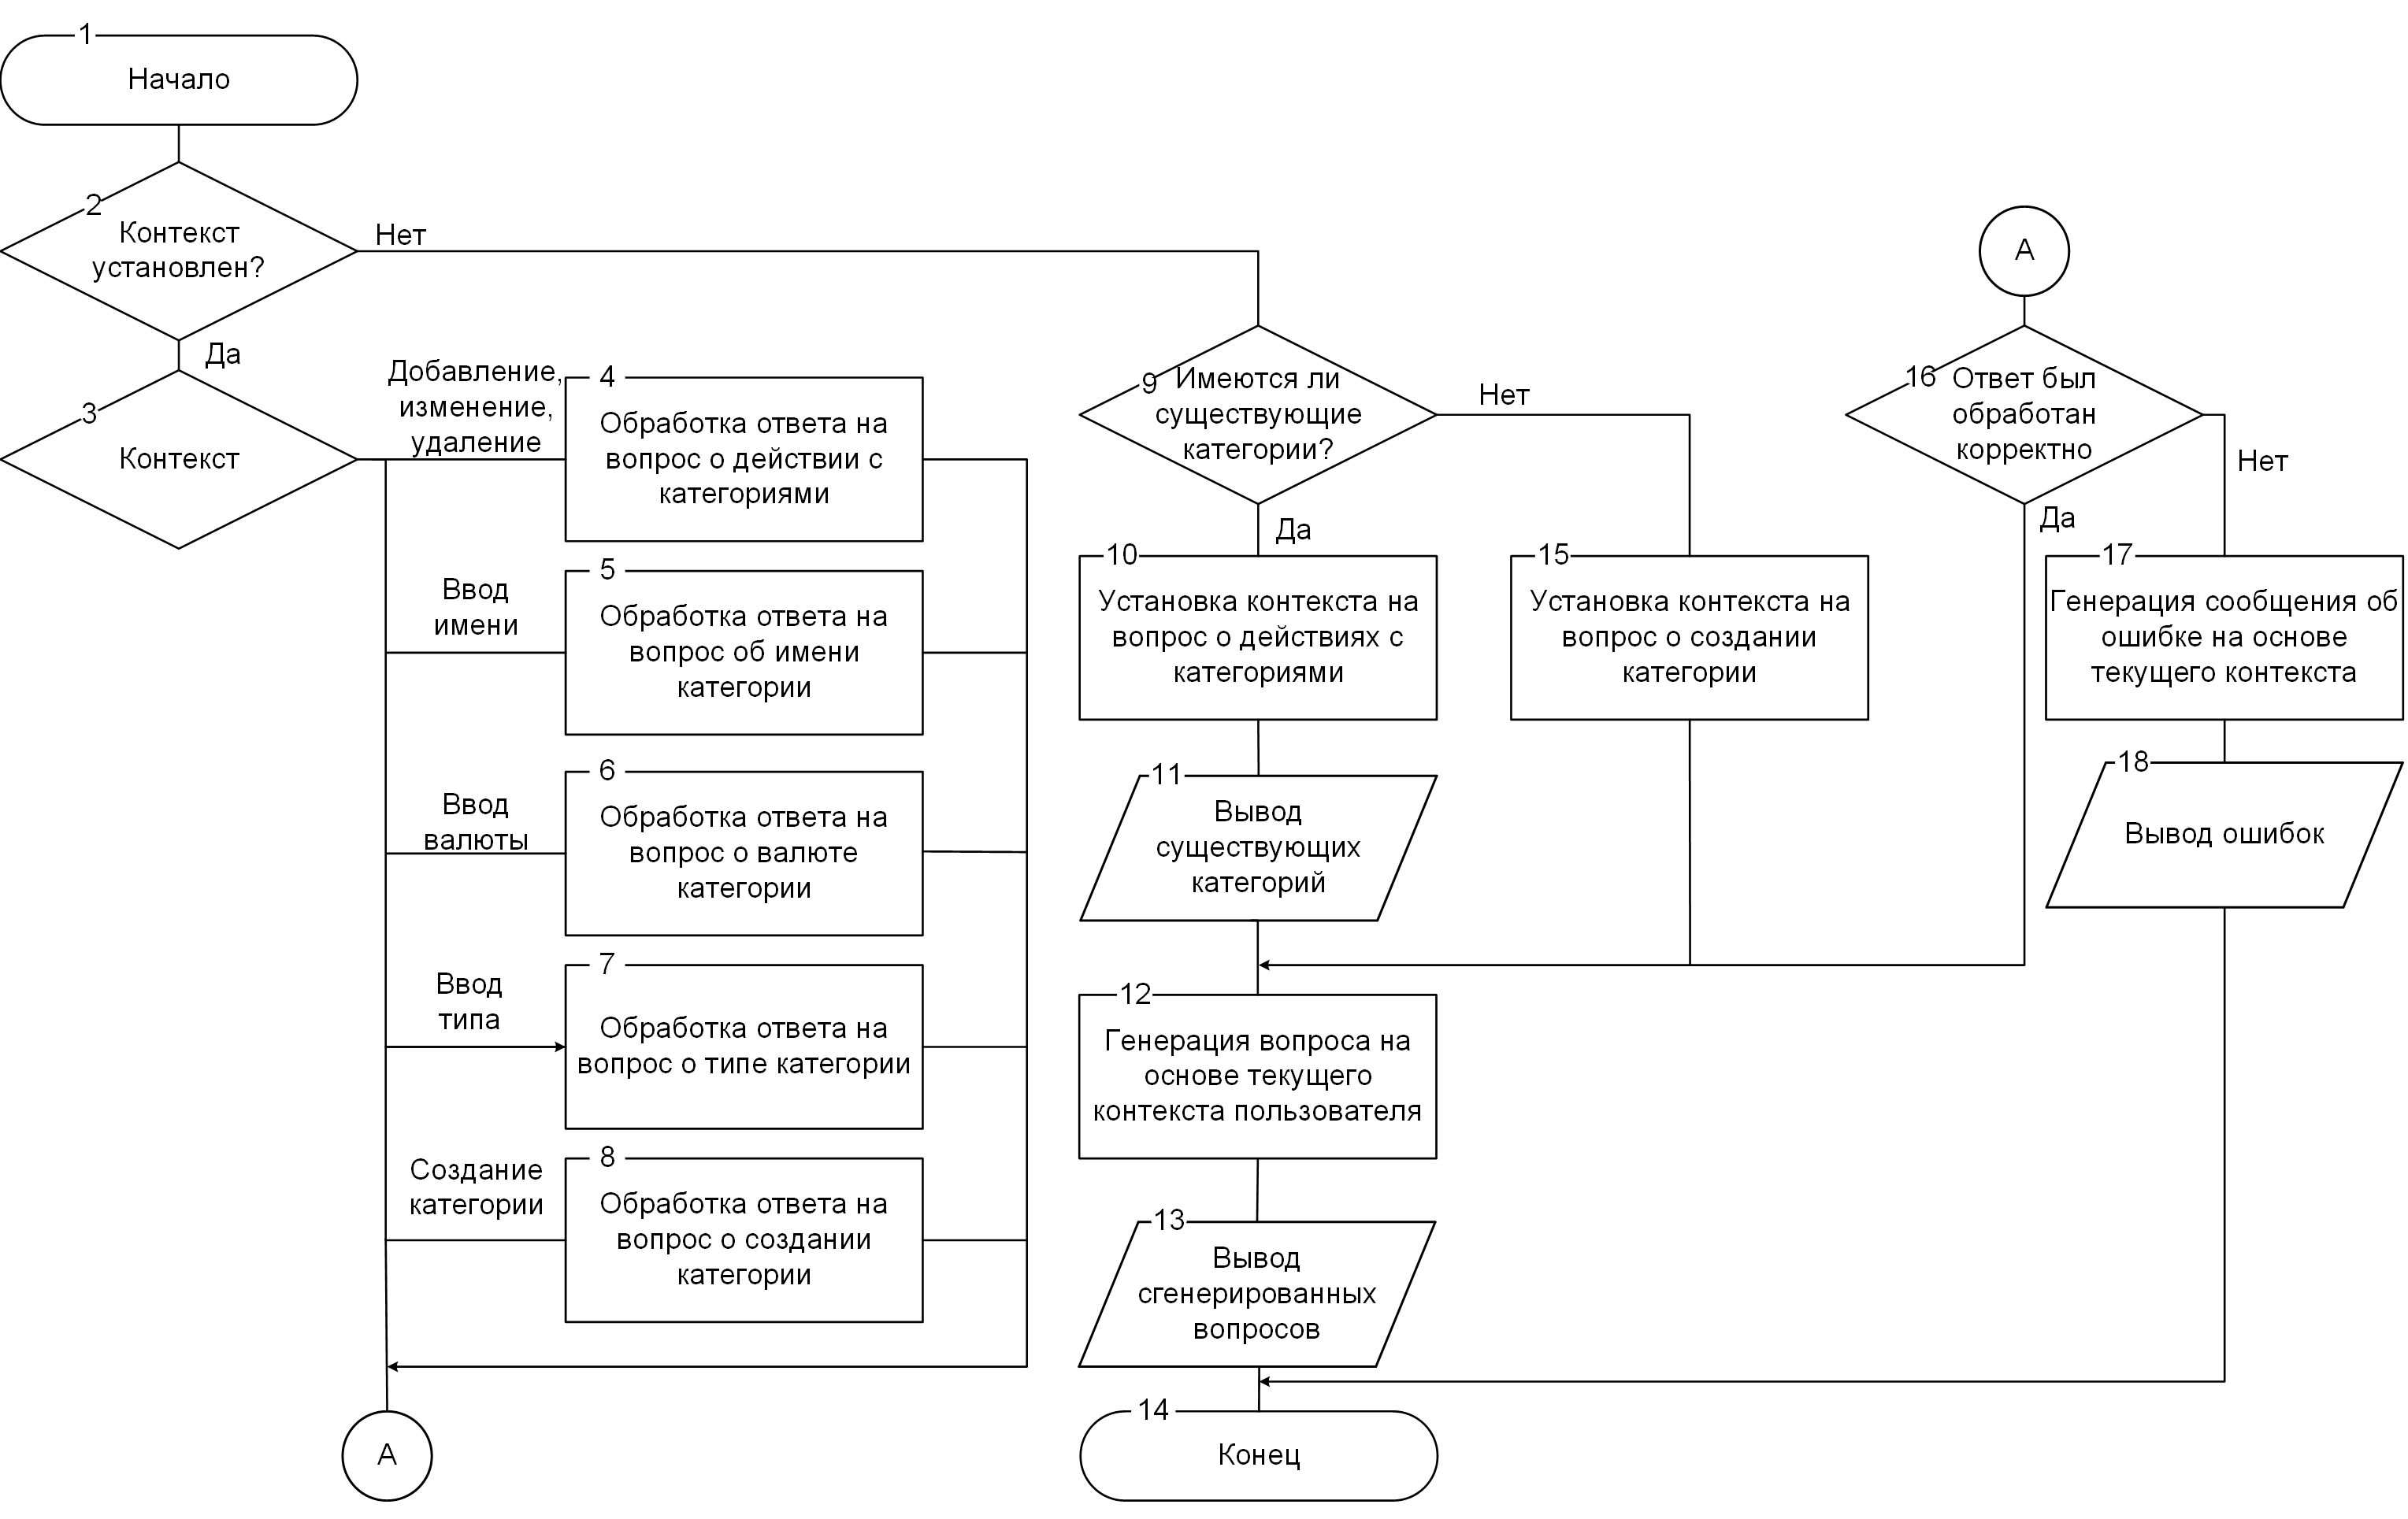 1
Начало
2
Контекст
установлен?
Нет
Да
3
Контекст
Добавление,
изменение,
удаление
4
Обработка ответа на
вопрос о действии с
категориями
Ввод
имени
5
Обработка ответа на
вопрос об имени
категории
Ввод
валюты
6
Обработка ответа на
вопрос о валюте
категории
Ввод
типа
7
Обработка ответа на
вопрос о типе категории
Создание
категории
8
Обработка ответа на
вопрос о создании
категории
А
9
Имеются ли
существующие
категории?
Нет
Да
10
Установка контекста на
вопрос о действиях с
категориями
11
Вывод
существующих
категорий
12
Генерация вопроса на
основе текущего
контекста пользователя
13
Вывод
сгенерированных
вопросов
14
Конец
15
Установка контекста на
вопрос о создании
категории
А
16
Ответ был
обработан
корректно
Нет
Да
17
Генерация сообщения об
ошибке на основе
текущего контекста
18
Вывод ошибок